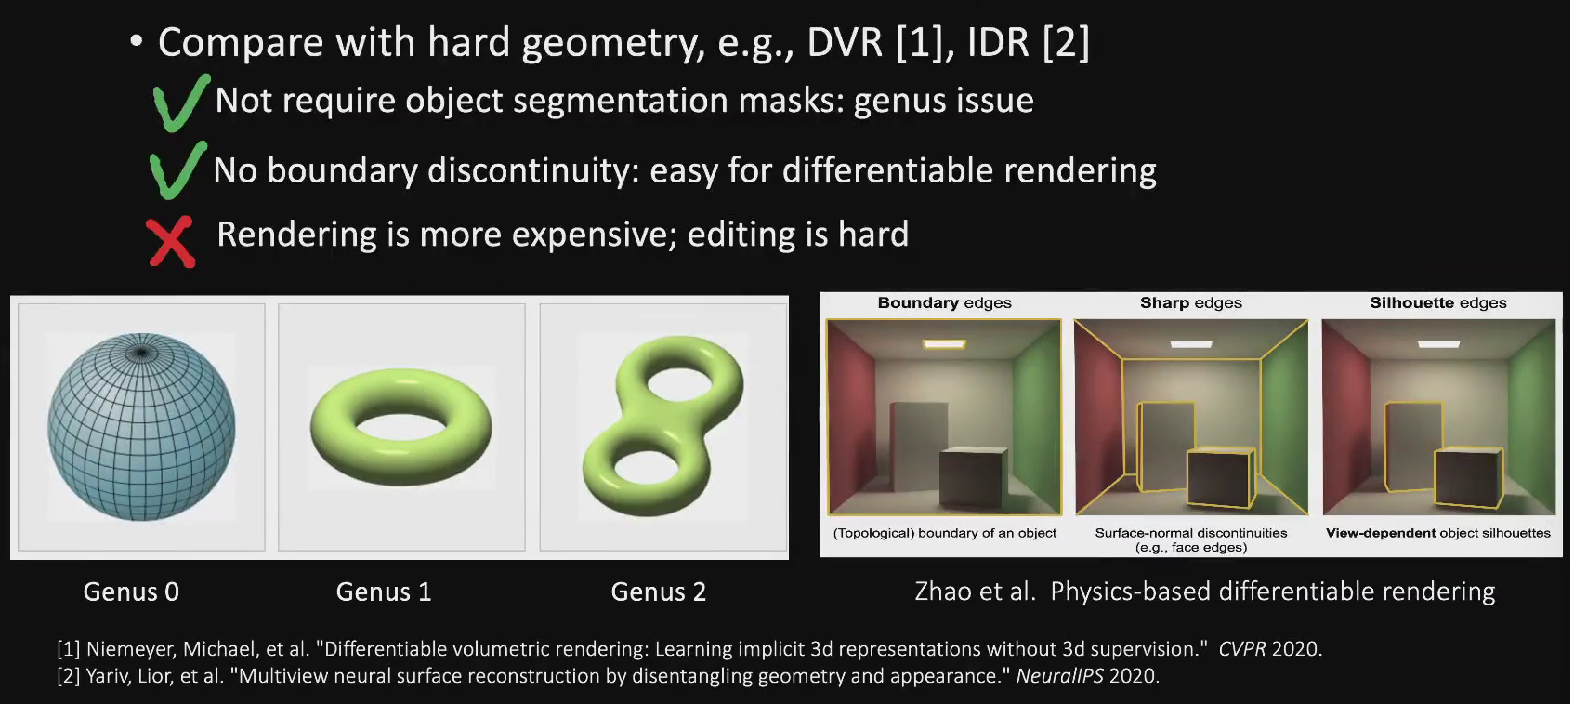 • Compare with hard geometry, e.g., DVR [1], IDR [2]
Not require object segmentation masks: genus issue
No boundary discontinuity: easy for differentiable rendering
Rendering is more expensive; editing is hard
Genus 0
Genus 1
Genus 2
Boundary edges
Sharp edges
Silhouette edges
(Topological) boundary of an object
Surface-normal discontinuities
(e.g., face edges)
View-dependent object silhouettes
Zhao et al. Physics-based differentiable rendering
[1] Niemeyer, Michael, et al. "Differentiable volumetric rendering: Learning implicit 3d representations without 3d supervision." CVPR 2020.
[2] Yariv, Lior, et al. "Multiview neural surface reconstruction by disentangling geometry and appearance." NeuralIPS 2020.